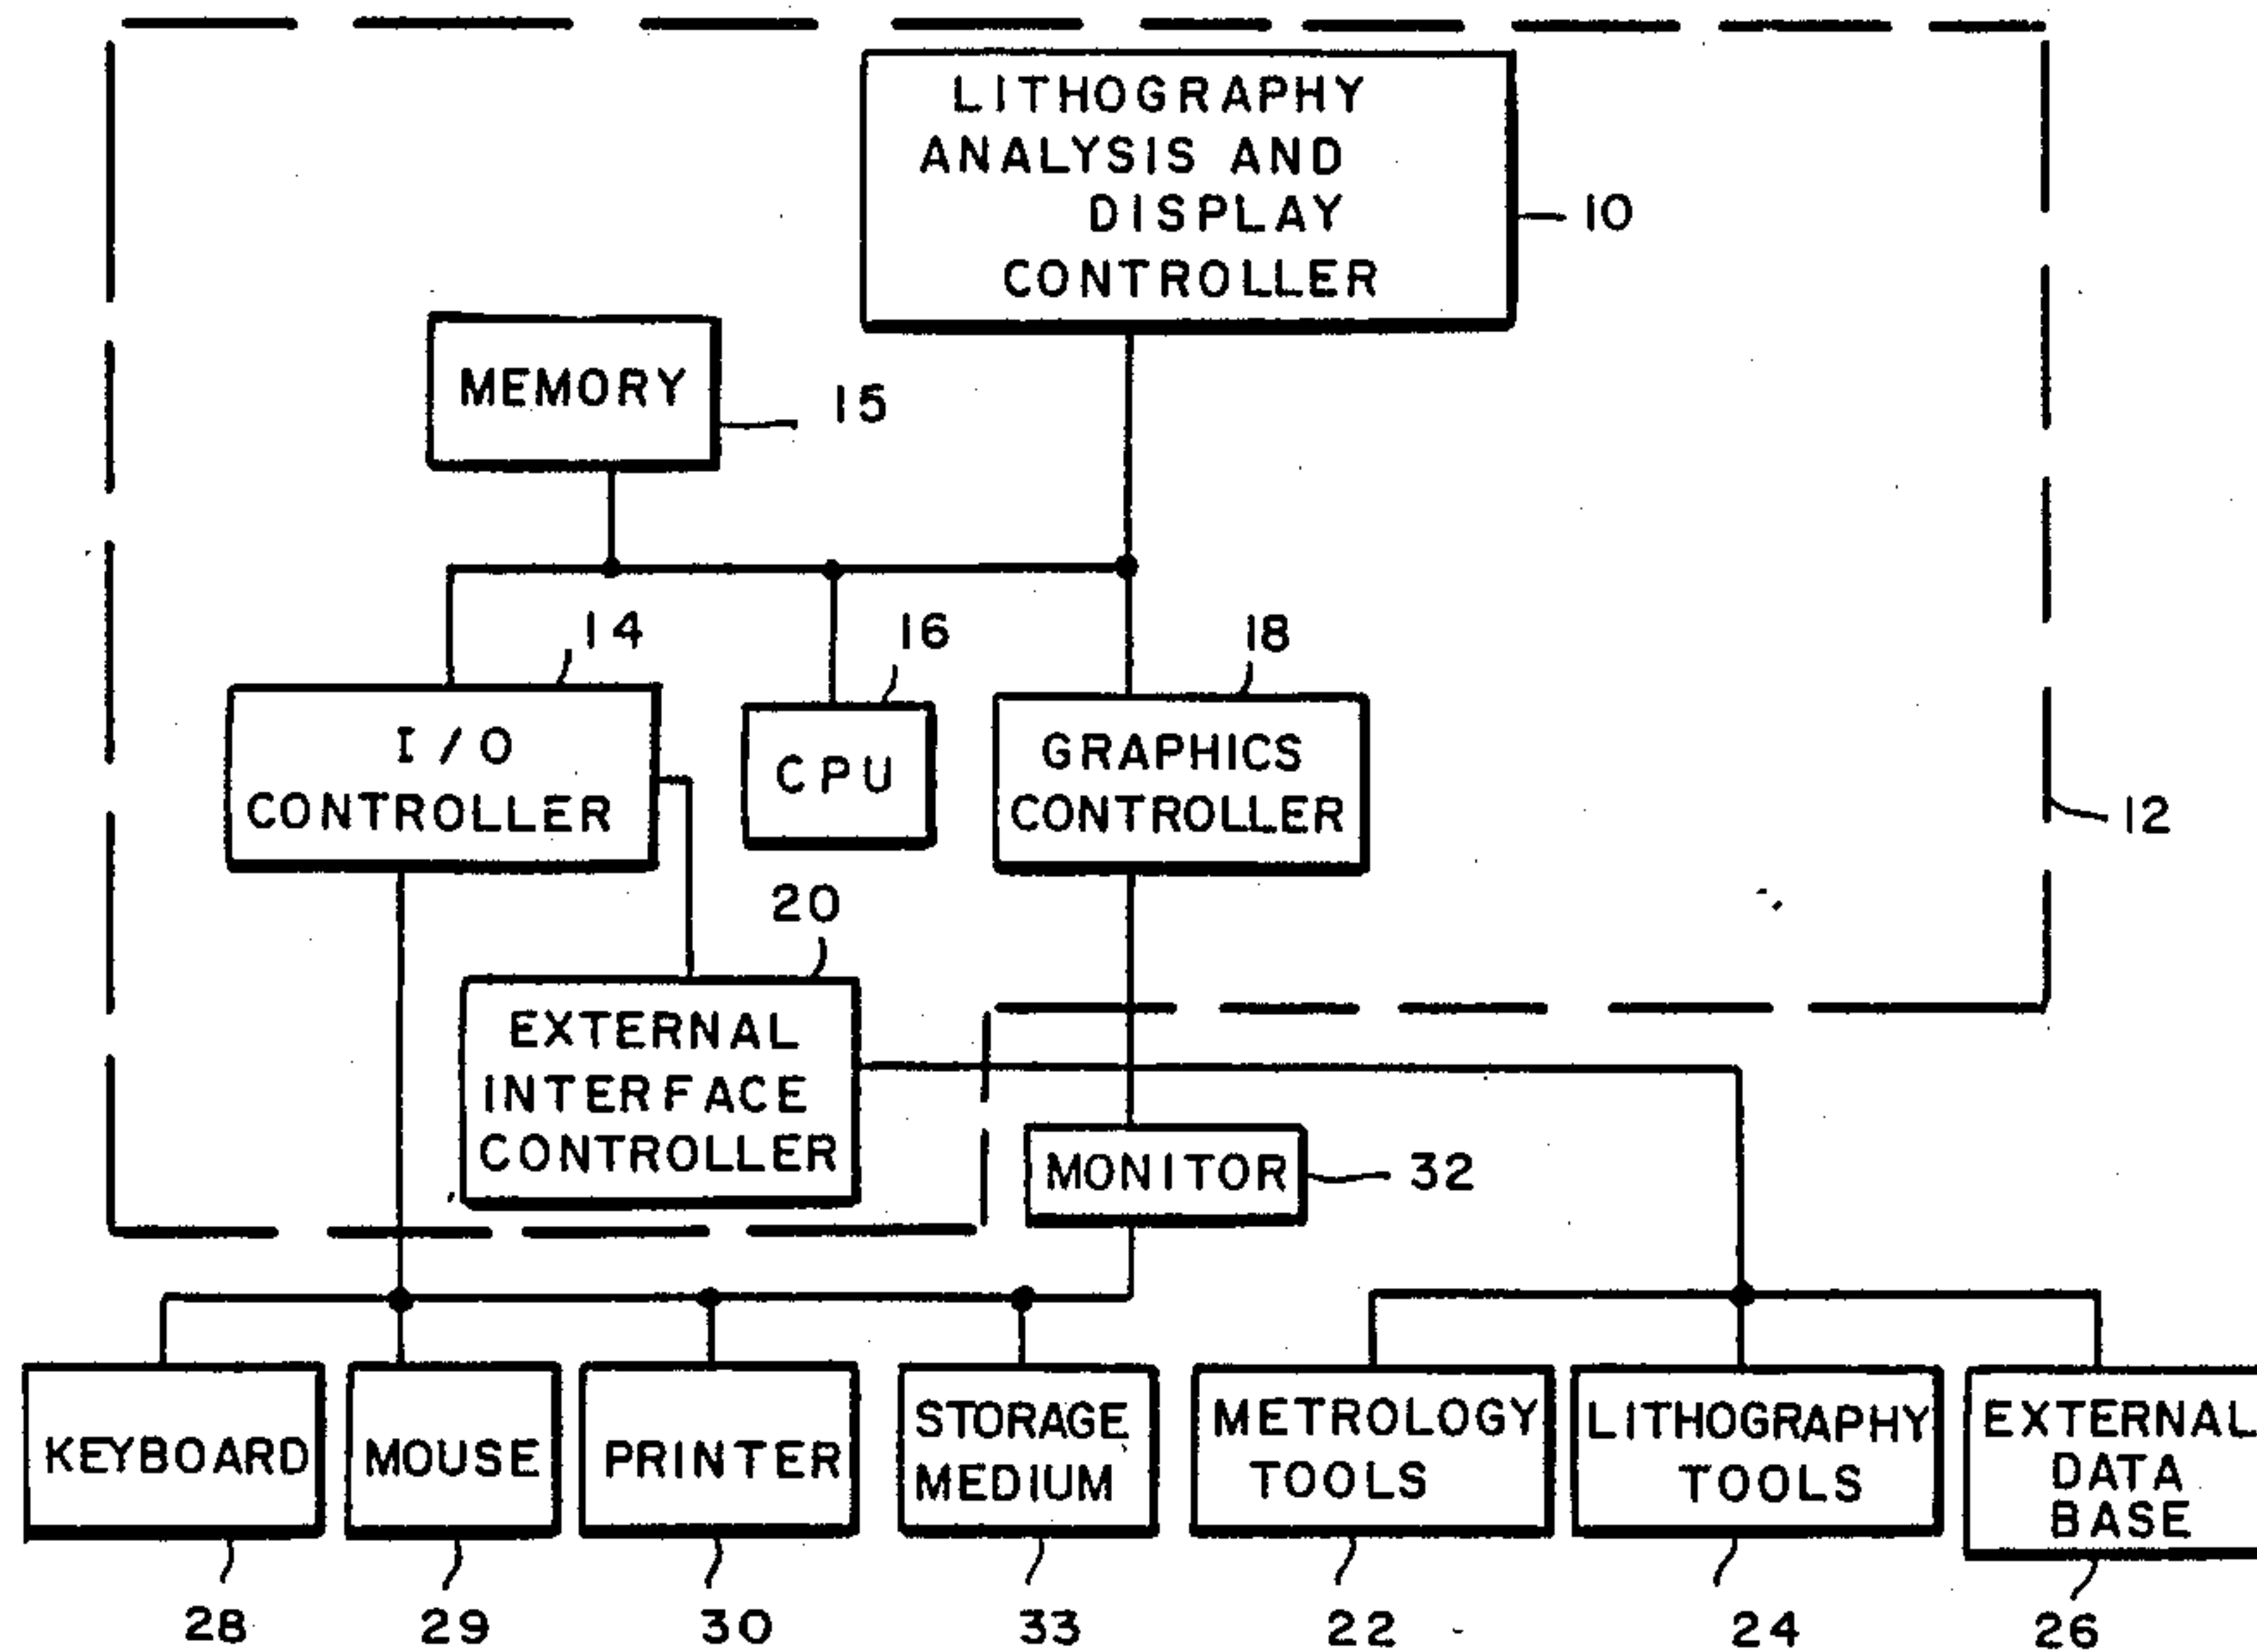 LITHOGRAPHY
ANALYSIS AND
DISPLAY
CONTROLLER
10
MEMORY
15
14
16
18
I/O
CONTROLLER
CPU
GRAPHICS
CONTROLLER
12
20
EXTERNAL
INTERFACE
CONTROLLER
MONITOR
32
KEYBOARD
MOUSE
PRINTER
STORAGE
MEDIUM
METROLOGY
TOOLS
LITHOGRAPHY
TOOLS
EXTERNAL
DATA
BASE
28
29
30
33
22
24
26